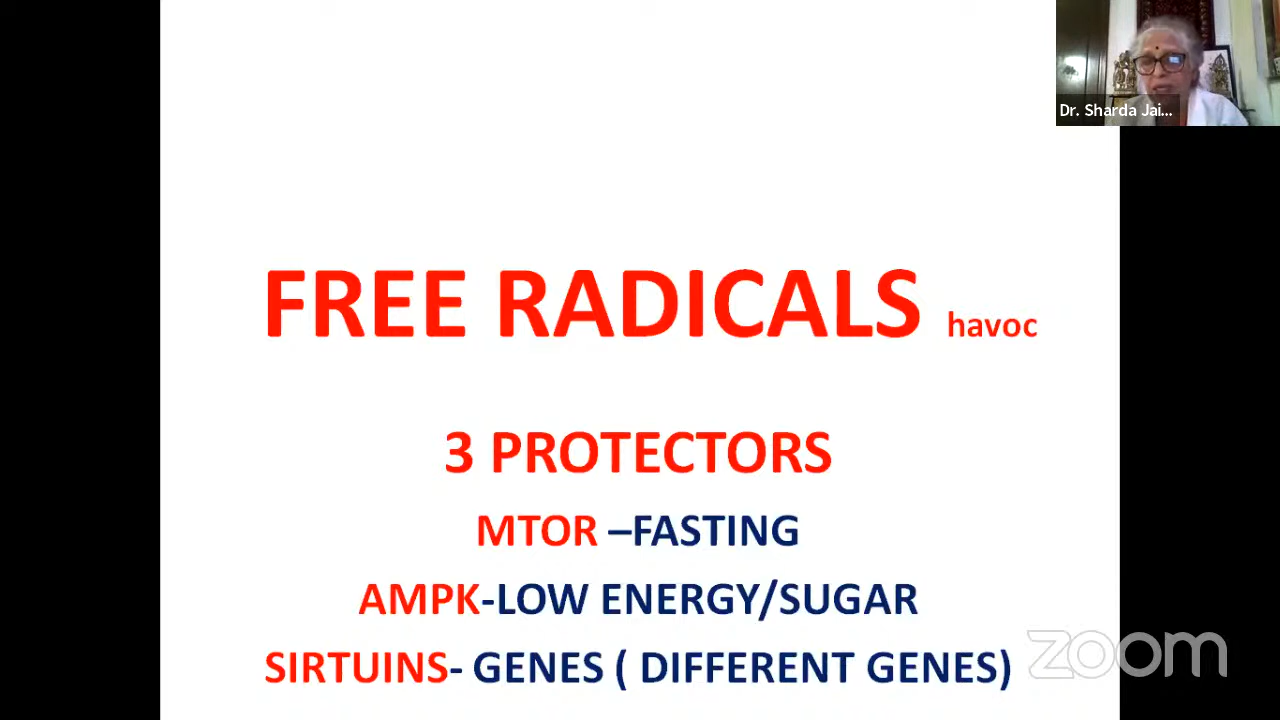 Dr. Sharda Jai...
FREE RADICALS havoc
3 PROTECTORS
MTOR –FASTING
AMPK-LOW ENERGY/SUGAR
SIRTUINS- GENES ( DIFFERENT GENES)
zoom